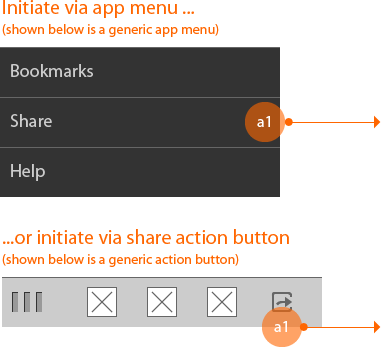 Initiate via app menu ...
(shown below is a generic app menu)
Bookmarks
Share
a1
Help
...or initiate via share action button
(shown below is a generic action button)
a1